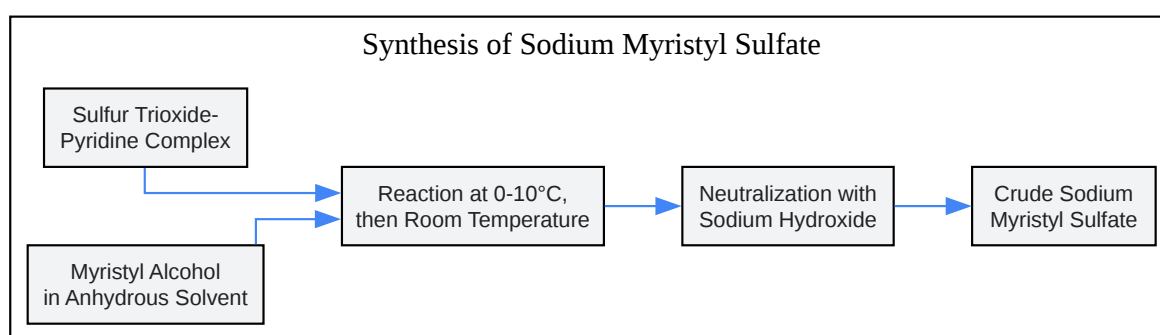 Synthesis of Sodium Myristyl Sulfate
Sulfur Trioxide-
Pyridine Complex
Myristyl Alcohol
in Anhydrous Solvent
Reaction at 0-10°C,
then Room Temperature
Neutralization with
Sodium Hydroxide
Crude Sodium
Myristyl Sulfate